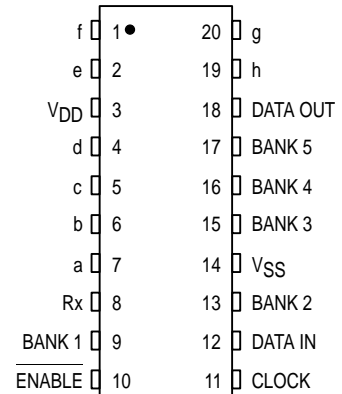 f 1 20 g
e 2 19 h
VDD 3 18 DATA OUT
d 4 17 BANK 5
c 5 16 BANK 4
b 6 15 BANK 3
a 7 14 VSS
Rx 8 13 BANK 2
BANK 1 9 12 DATA IN
ENABLE 10 11 CLOCK